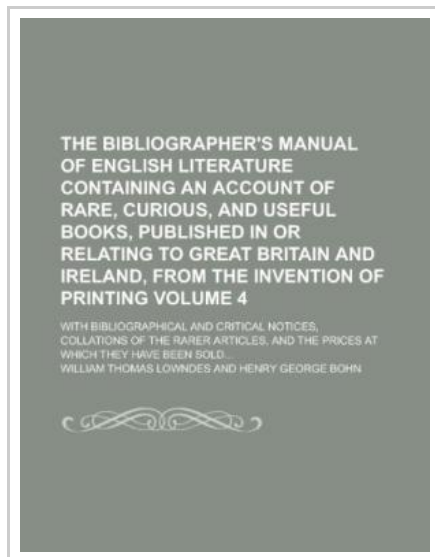 THE BIBLIOGRAPHER'S MANUAL
OF ENGLISH LITERATURE
CONTAINING AN ACCOUNT OF
RARE, CURIOUS, AND USEFUL
BOOKS, PUBLISHED IN OR
RELATING TO GREAT BRITAIN AND
IRELAND, FROM THE INVENTION OF
PRINTING VOLUME 4
WITH BIBLIOGRAPHICAL AND CRITICAL NOTICES,
COLLATIONS OF THE RARER ARTICLES, AND THE PRICES AT
WHICH THEY HAVE BEEN SOLD...
WILLIAM THOMAS LOWNDES AND HENRY GEORGE BOHN